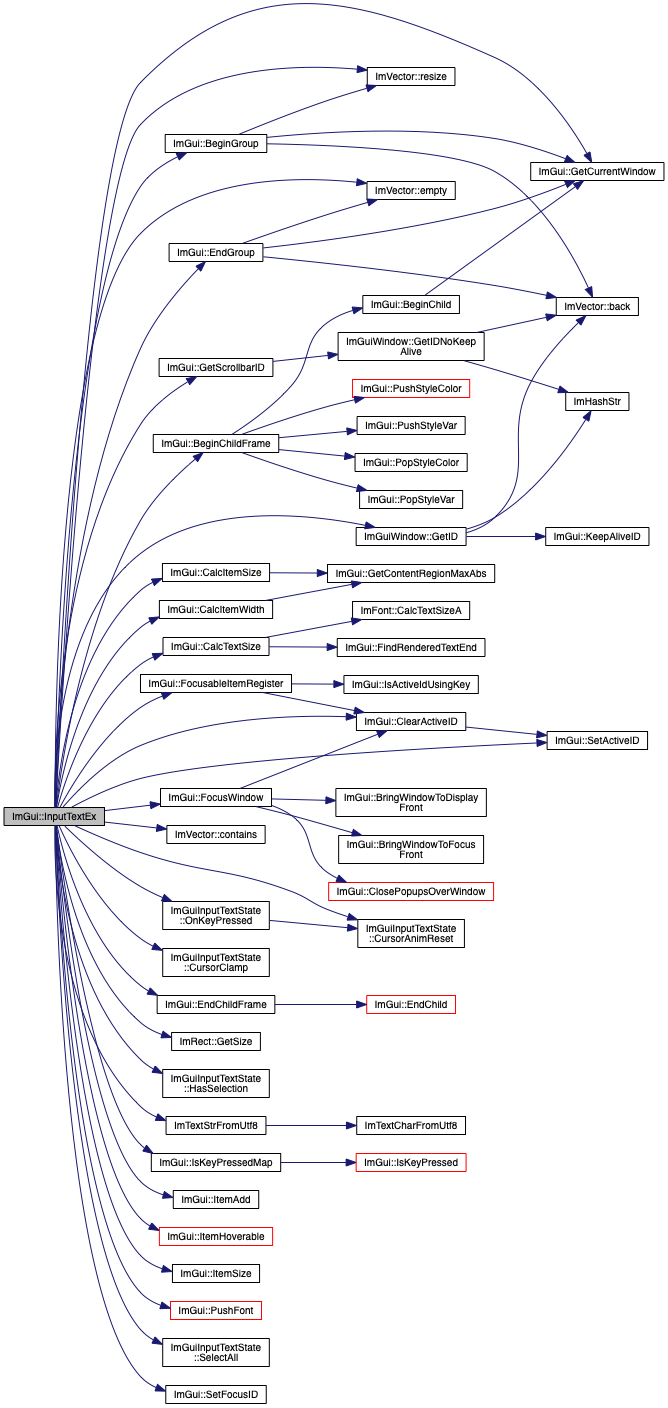 ImVector::resize
ImGui::BeginGroup
ImGui::GetCurrentWindow
ImVector::empty
ImGui::EndGroup
ImGui::BeginChild
ImVector::back
ImGuiWindow::GetIDNoKeep
Alive
ImGui::GetScrollbarID
ImGui::PushStyleColor
ImHashStr
ImGui::PushStyleVar
ImGui::BeginChildFrame
ImGui::PopStyleColor
ImGui::PopStyleVar
ImGuiWindow::GetID
ImGui::KeepAliveID
ImGui::CalcItemSize
ImGui::GetContentRegionMaxAbs
ImGui::CalcItemWidth
ImFont::CalcTextSizeA
ImGui::CalcTextSize
ImGui::FindRenderedTextEnd
ImGui::FocusableItemRegister
ImGui::IsActiveIdUsingKey
ImGui::ClearActiveID
ImGui::SetActiveID
ImGui::FocusWindow
ImGui::BringWindowToDisplay
Front
ImGui::InputTextEx
ImVector::contains
ImGui::BringWindowToFocus
Front
ImGui::ClosePopupsOverWindow
ImGuiInputTextState
::OnKeyPressed
ImGuiInputTextState
::CursorAnimReset
ImGuiInputTextState
::CursorClamp
ImGui::EndChildFrame
ImGui::EndChild
ImRect::GetSize
ImGuiInputTextState
::HasSelection
ImTextStrFromUtf8
ImTextCharFromUtf8
ImGui::IsKeyPressedMap
ImGui::IsKeyPressed
ImGui::ItemAdd
ImGui::ItemHoverable
ImGui::ItemSize
ImGui::PushFont
ImGuiInputTextState
::SelectAll
ImGui::SetFocusID